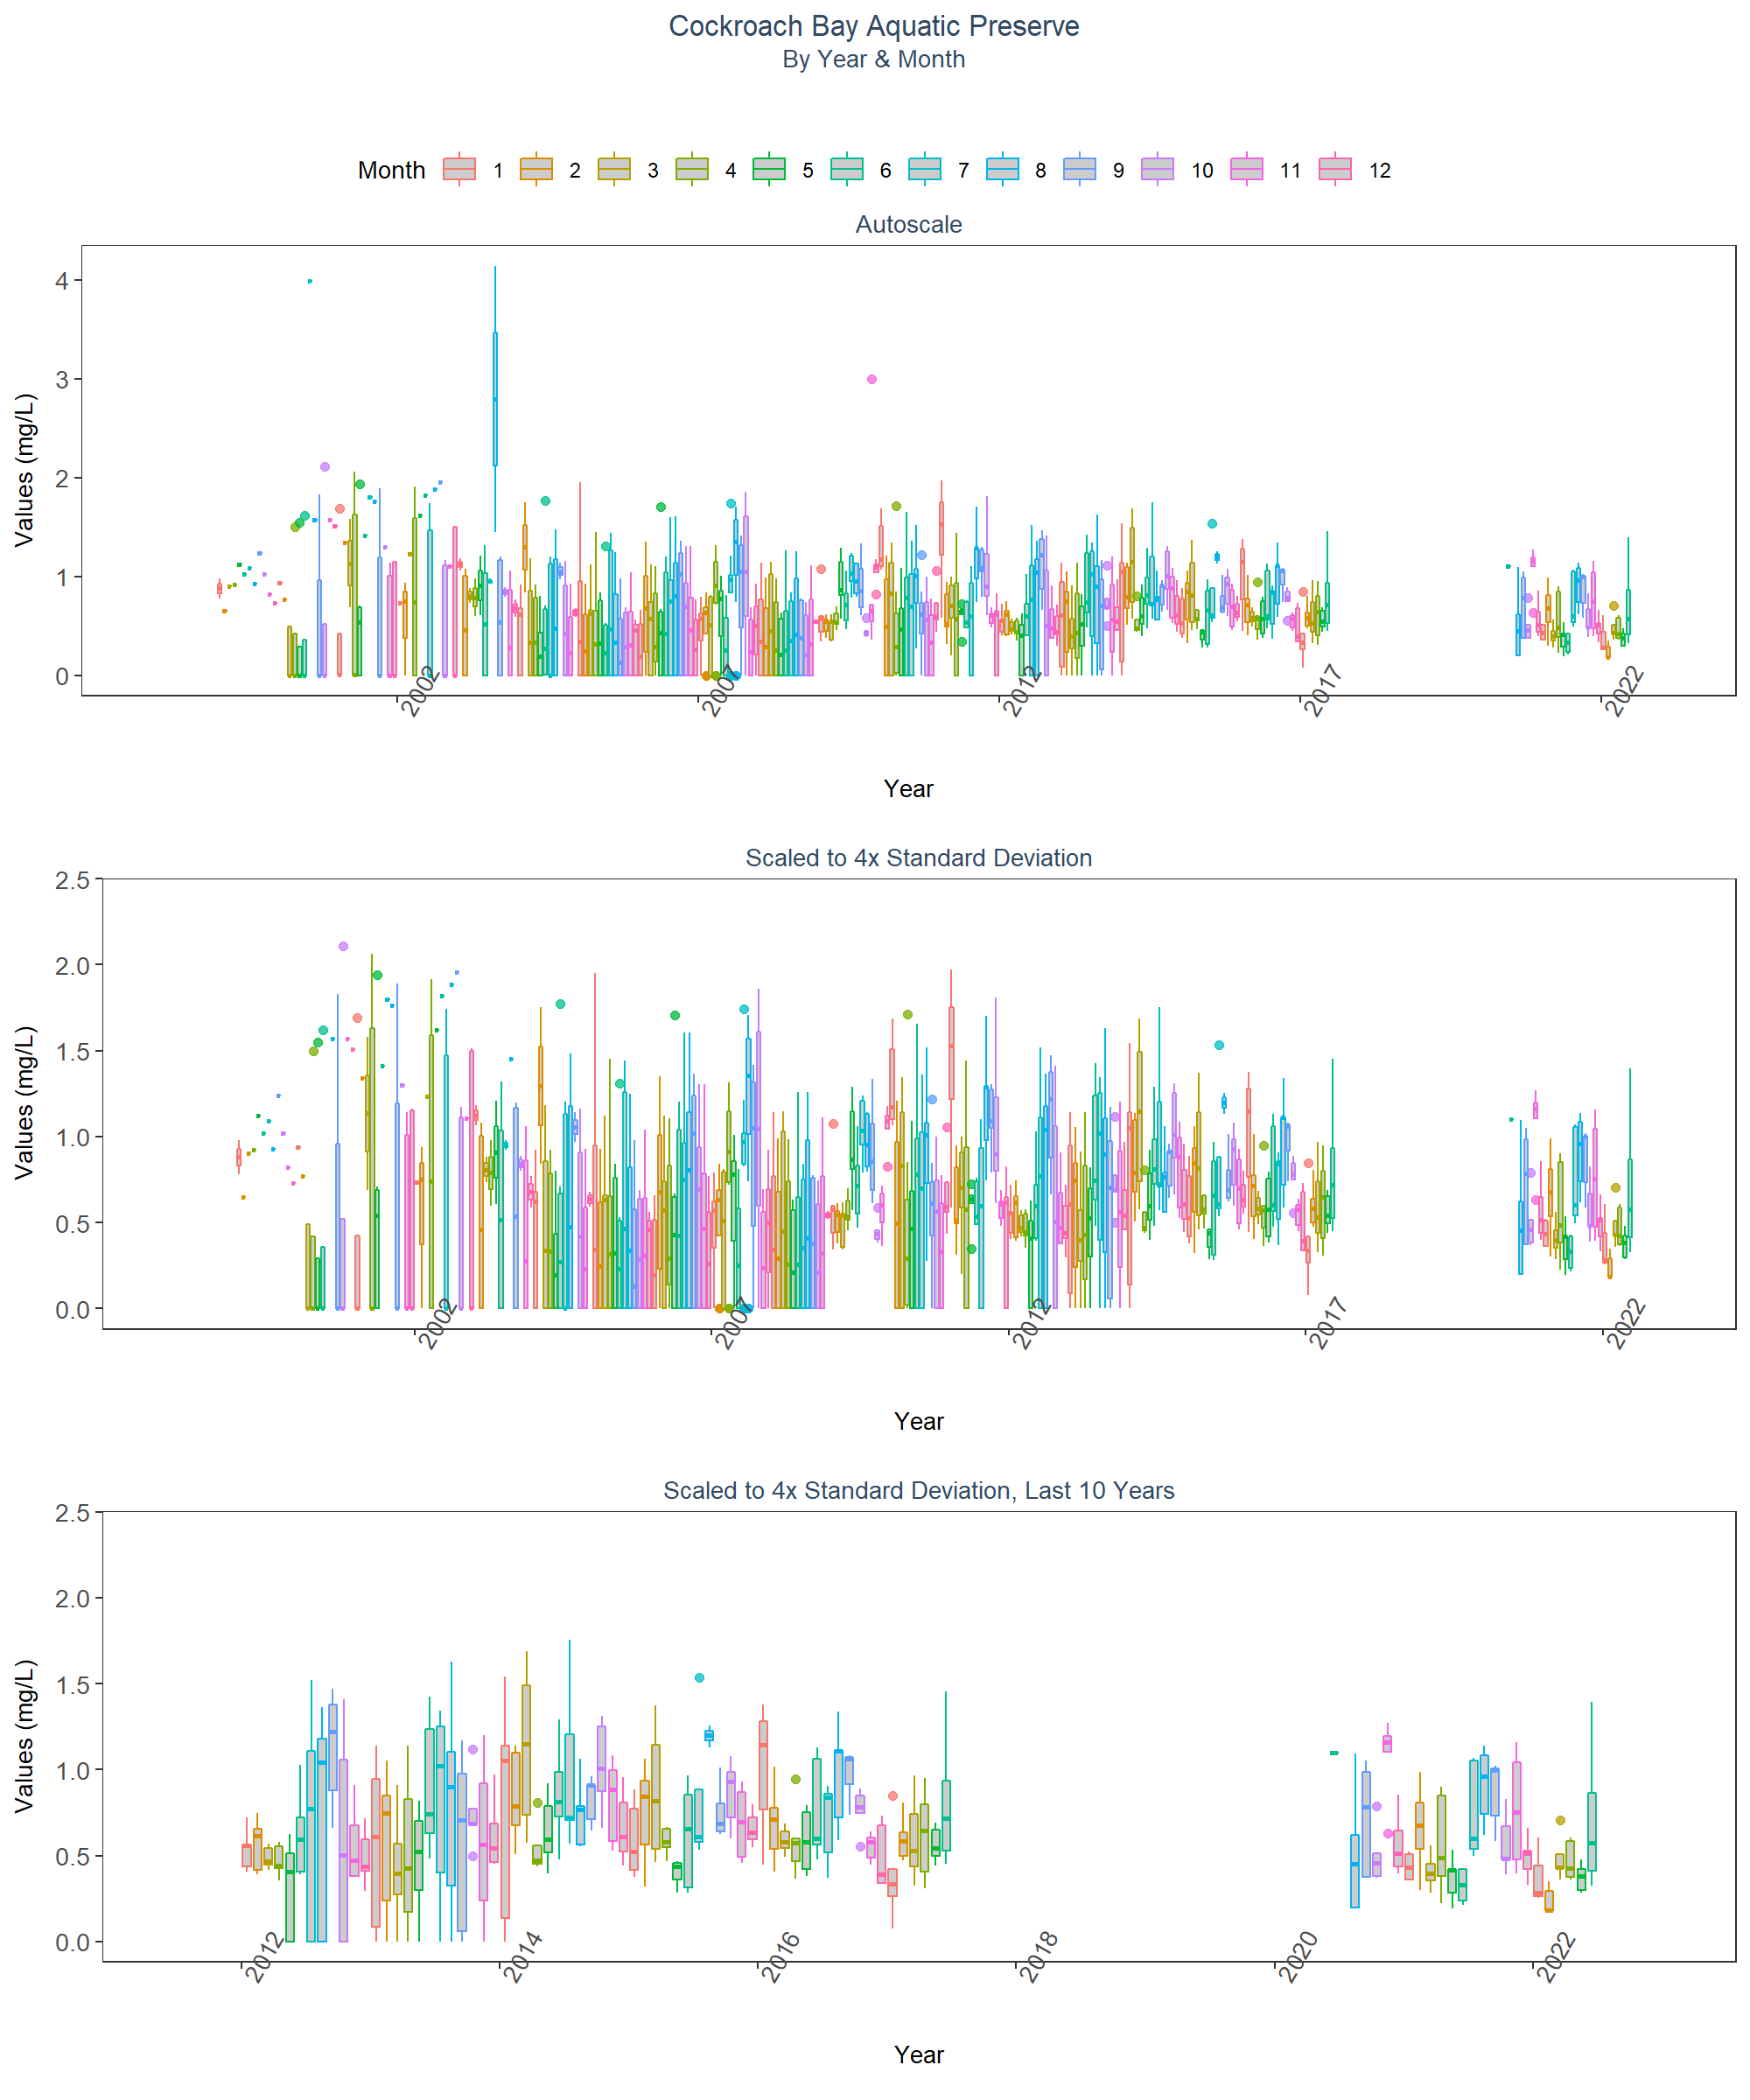 Cockroach Bay Aquatic Preserve
By Year & Month
Month 1 2 3 4 5 6 7 8 9 10 11 12
Autoscale
Values (mg/L)
4
3
2
1
0
2002 2007 2012 2017 2022
Year
Scaled to 4x Standard Deviation
Values (mg/L)
2.5
2.0
1.5
1.0
0.5
0.0
2002 2007 2012 2017 2022
Year
Scaled to 4x Standard Deviation, Last 10 Years
Values (mg/L)
2.5
2.0
1.5
1.0
0.5
0.0
2012 2014 2016 2018 2020 2022
Year